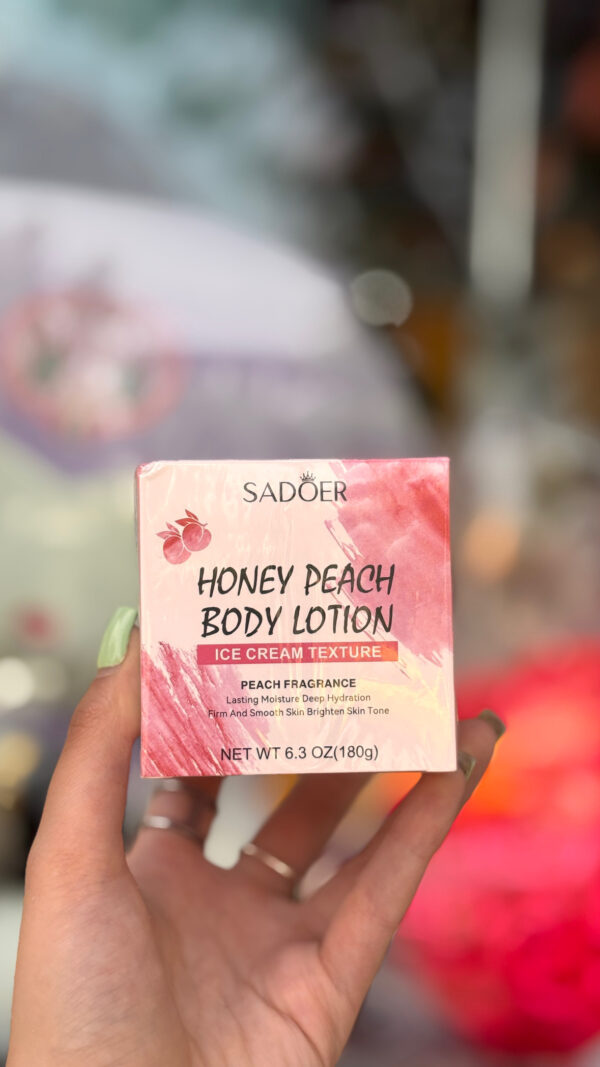 SADOER
HONEY PEACH
BODY LOTION
ICE CREAM TEXTURE
PEACH FRAGRANCE
Lasting Moisture Deep Hydration
Firm And Smooth Skin Brighten Skin Tone
NET WT 6.3 OZ(180g)